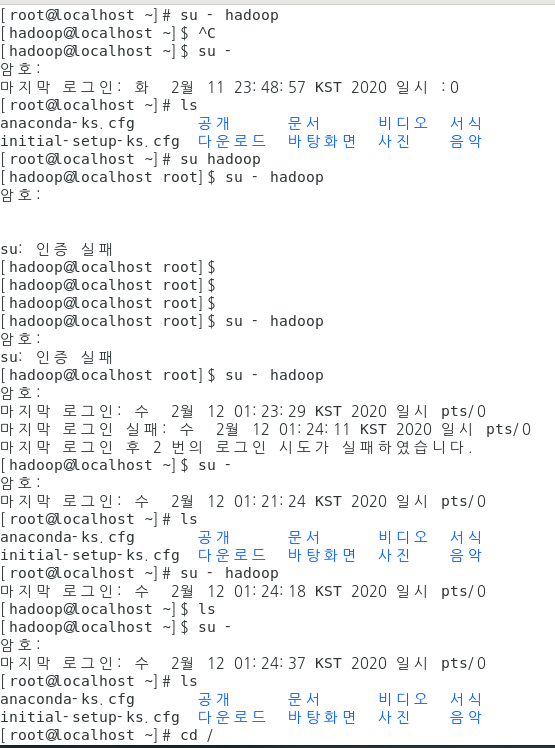 [root@localhost ~]# su - hadoop
[hadoop@localhost ~]$ ^C
[hadoop@localhost ~]$ su -
암호:
마지막 로그인: 화 2월 11 23:48:57 KST 2020 일시 :0
[root@localhost ~]# ls
anaconda-ks.cfg 공개 문서 비디오 서식
initial-setup-ks.cfg 다운로드 바탕화면 사진 음악
[root@localhost ~]# su hadoop
[hadoop@localhost root]$ su - hadoop
암호:
su: 인증 실패
[hadoop@localhost root]$
[hadoop@localhost root]$
[hadoop@localhost root]$
[hadoop@localhost root]$ su - hadoop
암호:
su: 인증 실패
[hadoop@localhost root]$ su - hadoop
암호:
마지막 로그인: 수 2월 12 01:23:29 KST 2020 일시 pts/0
마지막 로그인 실패: 수 2월 12 01:24:11 KST 2020 일시 pts/0
마지막 로그인 후 2 번의 로그인 시도가 실패하였습니다.
[hadoop@localhost ~]$ su -
암호:
마지막 로그인: 수 2월 12 01:21:24 KST 2020 일시 pts/0
[root@localhost ~]# ls
anaconda-ks.cfg 공개 문서 비디오 서식
initial-setup-ks.cfg 다운로드 바탕화면 사진 음악
[root@localhost ~]# su - hadoop
마지막 로그인: 수 2월 12 01:24:18 KST 2020 일시 pts/0
[hadoop@localhost ~]$ ls
[hadoop@localhost ~]$ su -
암호:
마지막 로그인: 수 2월 12 01:24:37 KST 2020 일시 pts/0
[root@localhost ~]# ls
anaconda-ks.cfg 공개 문서 비디오 서식
initial-setup-ks.cfg 다운로드 바탕화면 사진 음악
[root@localhost ~]# cd /